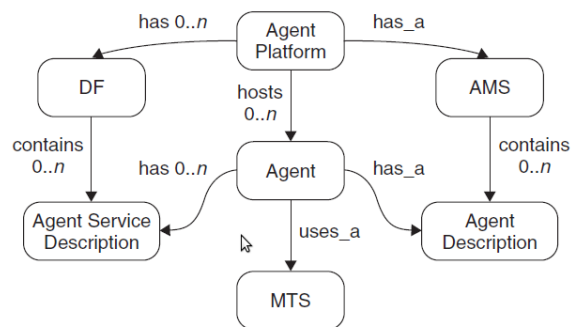 has 0..n
Agent
Platform
has_a
DF
hosts
0..n
AMS
contains
0..n
has 0..n
Agent
has_a
contains
0..n
Agent Service
Description
uses_a
Agent
Description
MTS